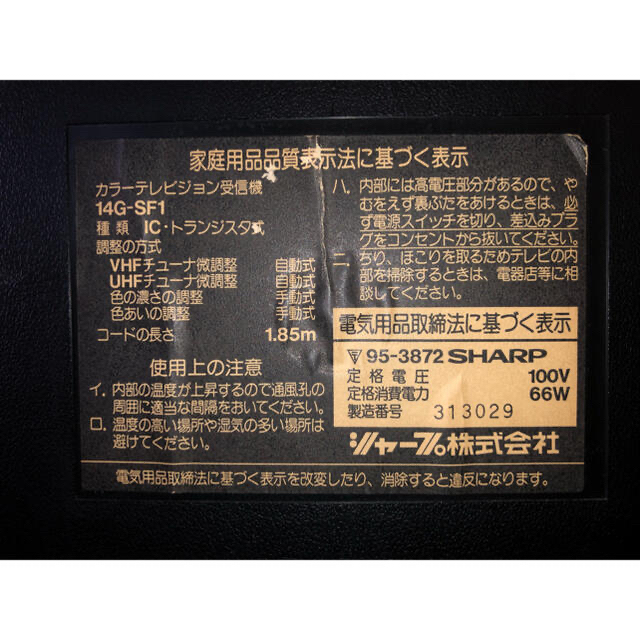 家庭用品品質表示法に基づく表示
カラーテレビジョン受信機
14G-SF1
種類 IC・トランジスタ式
調整の方式
VHFチューナ微調整 自動式
UHFチューナ微調整 自動式
色の濃さの調整 手動式
色あいの調整 手動式
コードの長さ 1.85m
使用上の注意
イ. 内部の温度が上昇するので通風孔の
周囲に適当な間隔をおいてください。
ロ. 温度の高い場所や湿気の多い場所は
避けてください。
ハ. 内部には高電圧部分があるので、や
むをえず裏ぶたをあけるときは、必
ず電源スイッチを切り、差込みプラ
グをコンセントから抜いてください。
ニ. ちり、ほこりを取るためテレビの内
部を掃除するときは、電器店等に相
談してください。
電気用品取締法に基づく表示
95-3872 SHARP
定格電圧 100V
定格消費電力 66W
製造番号 313029
シャープ株式会社
電気用品取締法に基づく表示を改変したり、消除すると違反になります。